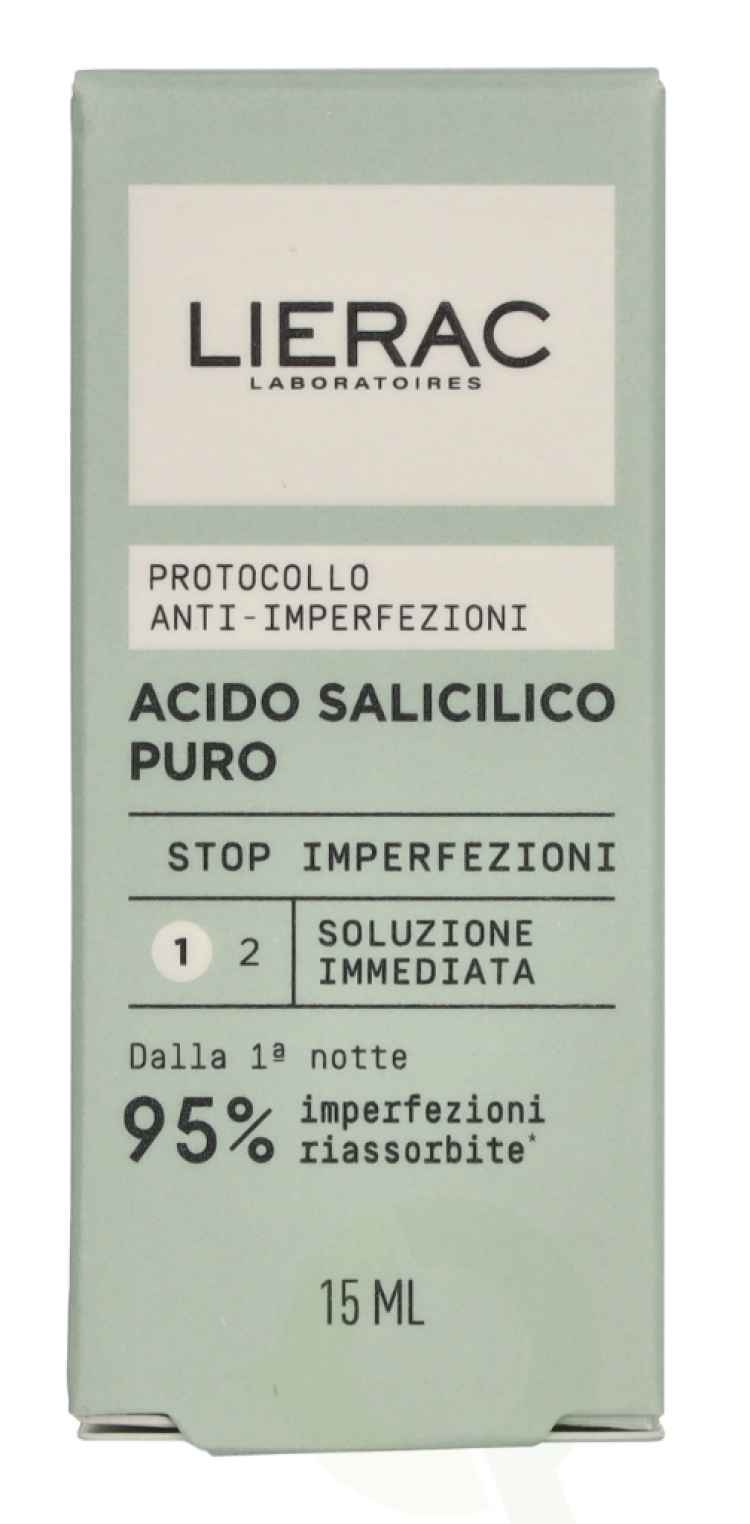 LIERAC
LABORATOIRES
PROTOCOLLO
ANTI-IMPERFEZIONI
ACIDO SALICILICO
PURO
STOP IMPERFEZIONI
1 2
SOLUZIONE
IMMEDIATA
Dalla 1ª notte
95% imperfezioni
riassorbite*
15 ML